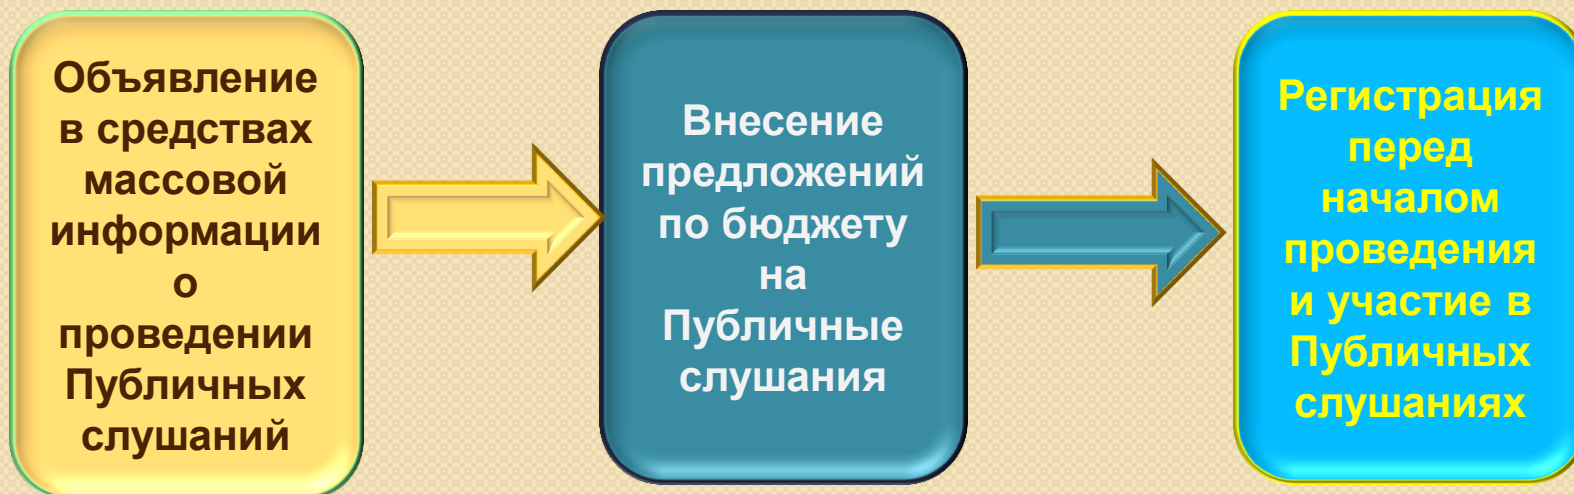 Объявление
в средствах
массовой
информации
о
проведении
Публичных
слушаний
Внесение
предложений
по бюджету
на
Публичные
слушания
Регистрация
перед
началом
проведения
и участие в
Публичных
слушаниях